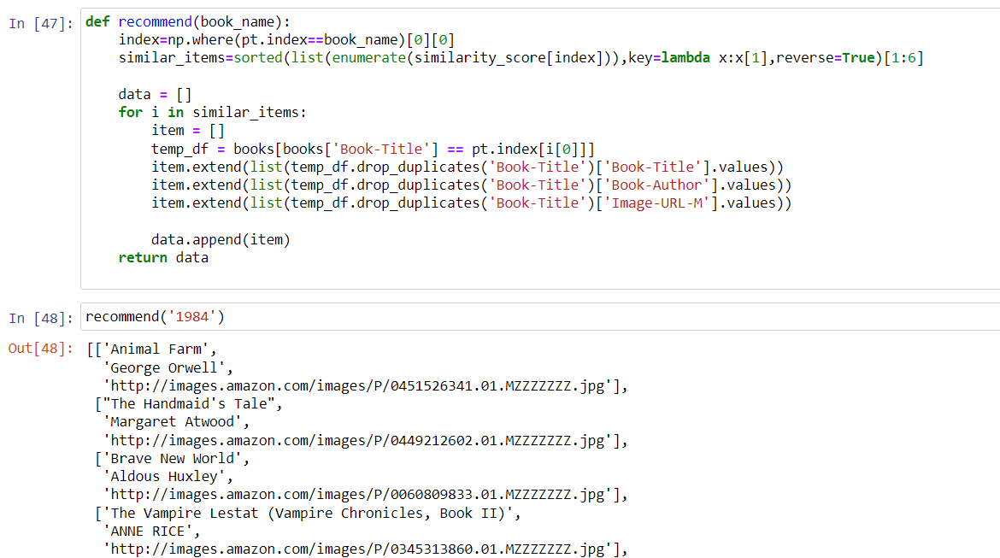 In [47]: def recommend(book_name):
    index=np.where(pt.index==book_name)[0][0]
    similar_items=sorted(list(enumerate(similarity_score[index])),key=lambda x:x[1],reverse=True)[1:6]

    data = []
    for i in similar_items:
        item = []
        temp_df = books[books['Book-Title'] == pt.index[i[0]]]
        item.extend(list(temp_df.drop_duplicates('Book-Title')['Book-Title'].values))
        item.extend(list(temp_df.drop_duplicates('Book-Title')['Book-Author'].values))
        item.extend(list(temp_df.drop_duplicates('Book-Title')['Image-URL-M'].values))

        data.append(item)
    return data

In [48]: recommend('1984')
Out[48]: [['Animal Farm',
  'George Orwell',
  'http://images.amazon.com/images/P/0451526341.01.MZZZZZZZ.jpg'],
 ["The Handmaid's Tale",
  'Margaret Atwood',
  'http://images.amazon.com/images/P/0449212602.01.MZZZZZZZ.jpg'],
 ['Brave New World',
  'Aldous Huxley',
  'http://images.amazon.com/images/P/0060809833.01.MZZZZZZZ.jpg'],
 ['The Vampire Lestat (Vampire Chronicles, Book II)',
  'ANNE RICE',
  'http://images.amazon.com/images/P/0345313860.01.MZZZZZZZ.jpg'],